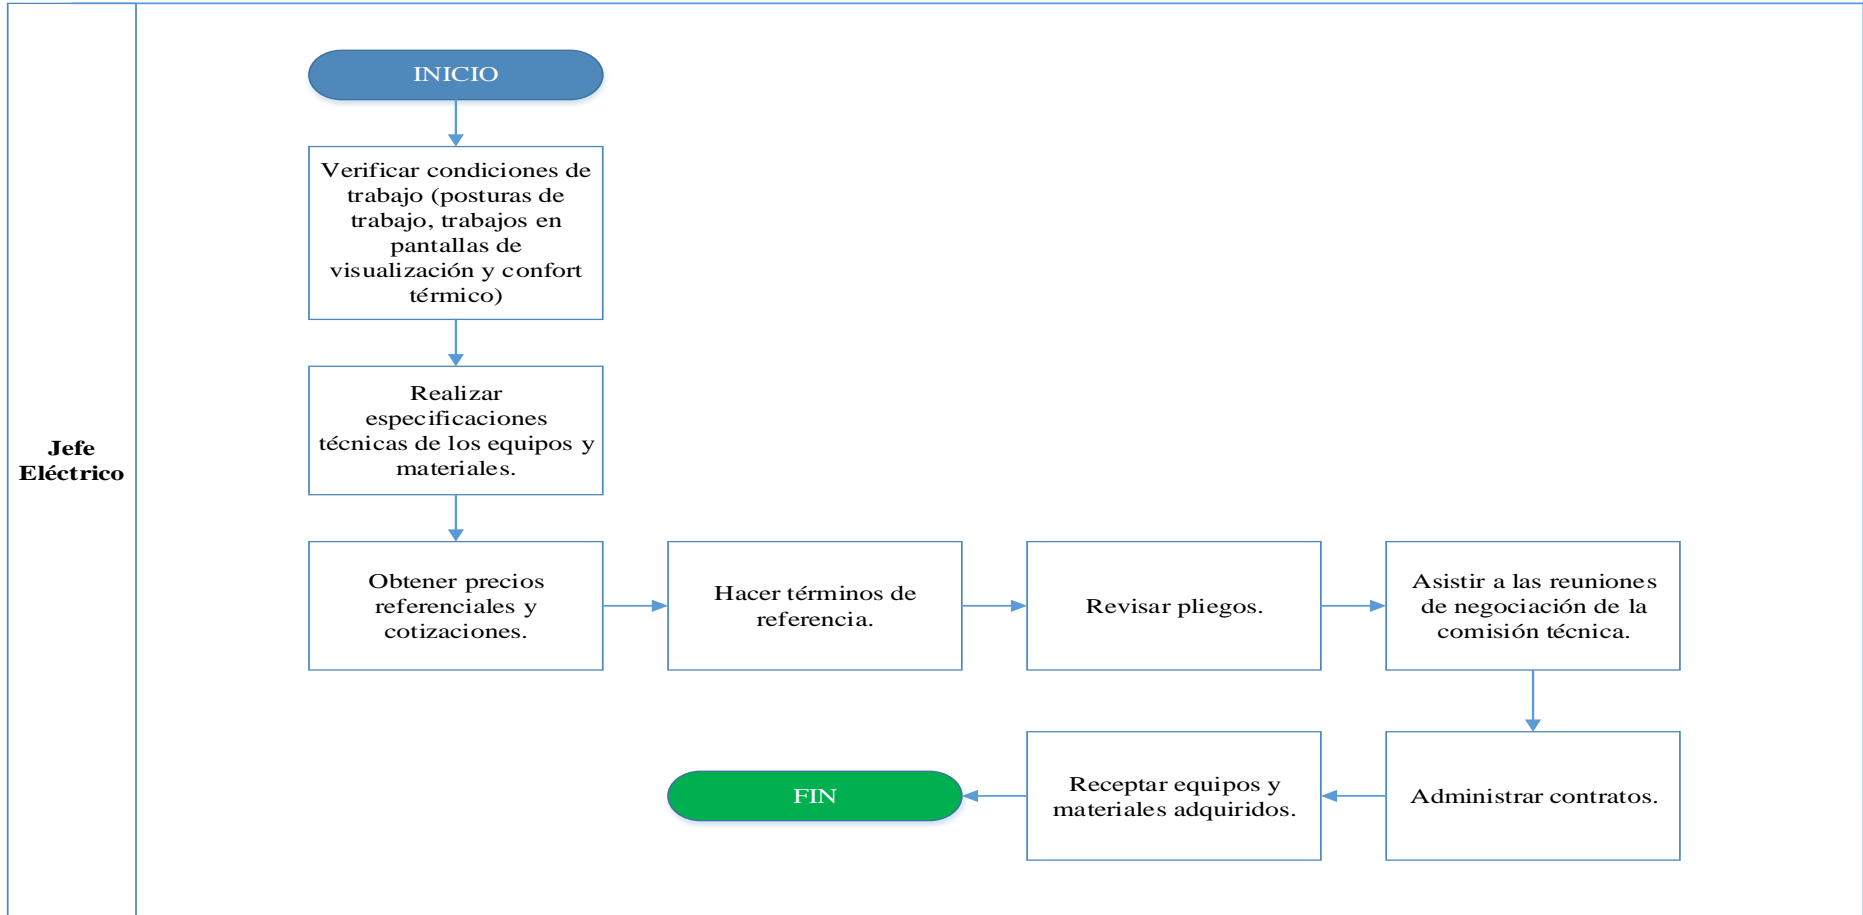 Jefe
Eléctrico
INICIO
Verificar condiciones de
trabajo (posturas de
trabajo, trabajos en
pantallas de
visualización y confort
térmico)
Realizar
especificaciones
técnicas de los equipos y
materiales.
Obtener precios
referenciales y
cotizaciones.
Hacer términos de
referencia.
Revisar pliegos.
Asistir a las reuniones
de negociación de la
comisión técnica.
Administrar contratos.
Receptar equipos y
materiales adquiridos.
FIN